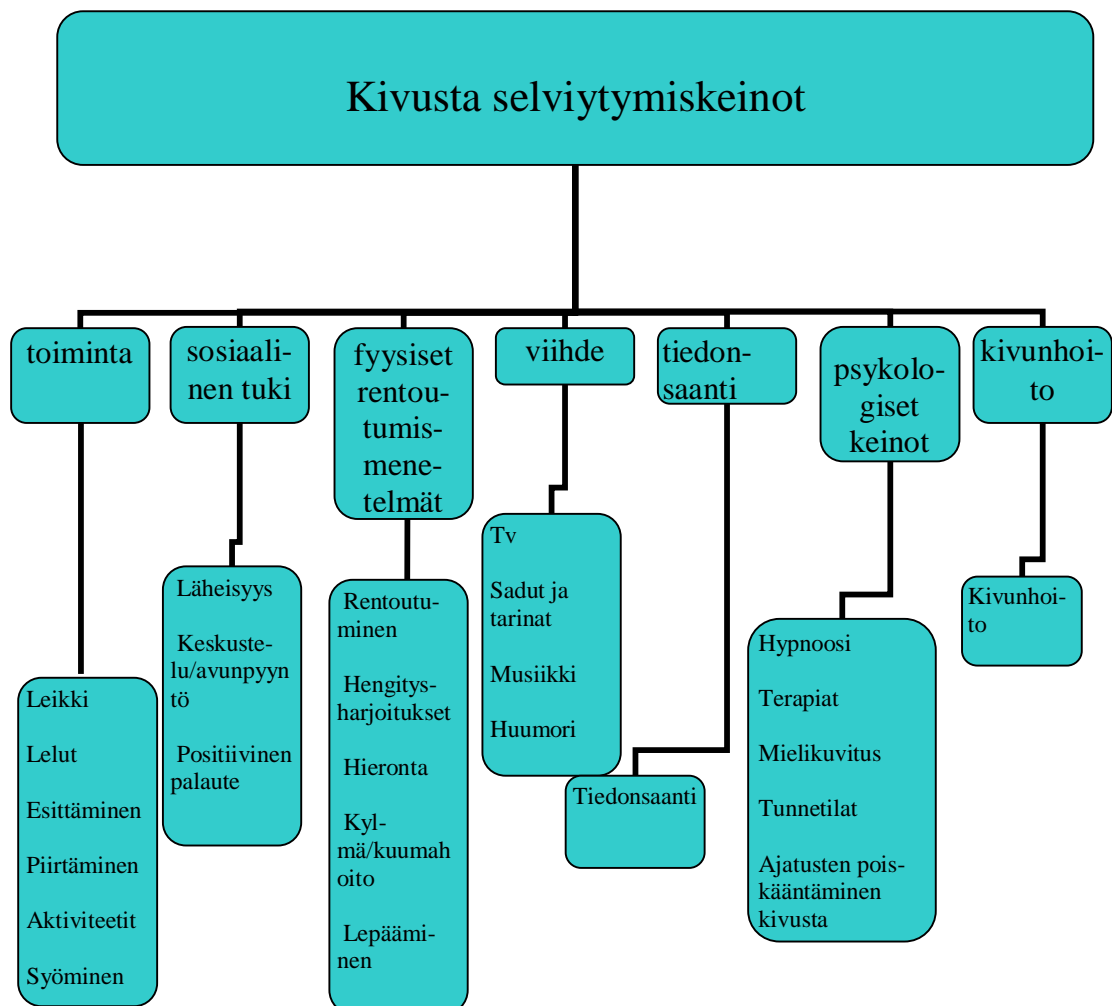 Kivusta selviytymiskeinot
toiminta
sosiaali-
nen tuki
fyysiset
rentou-
tumis-
mene-
telmät
viihde
tiedon-
saanti
psykolo-
giset
keinot
kivunhoi-
to
Leikki
Lelut
Esittäminen
Piirtäminen
Aktiviteetit
Syöminen
Läheisyys
Keskuste-
lu/avunpyyn
tö
Positiivinen
palaute
Rentoutu-
minen
Hengitys-
harjoitukset
Hieronta
Kyl-
mä/kuumah
oito
Lepäämi-
nen
Tv
Sadut ja
tarinat
Musiikki
Huumori
Tiedonsaanti
Hypnoosi
Terapiat
Mielikuvitus
Tunnetilat
Ajatusten pois-
kääntäminen
kivusta
Kivunhoi-
to